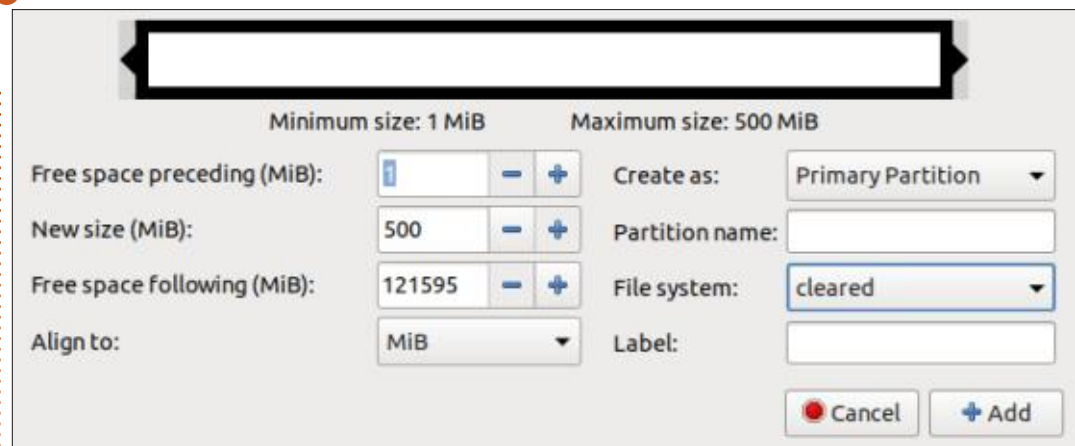 Minimum size: 1 MiB Maximum size: 500 MiB
Free space preceding (MiB): 1 Create as: Primary Partition
New size (MiB): 500 Partition name:
Free space following (MiB): 121595 File system: cleared
Align to: MiB Label:
Cancel Add